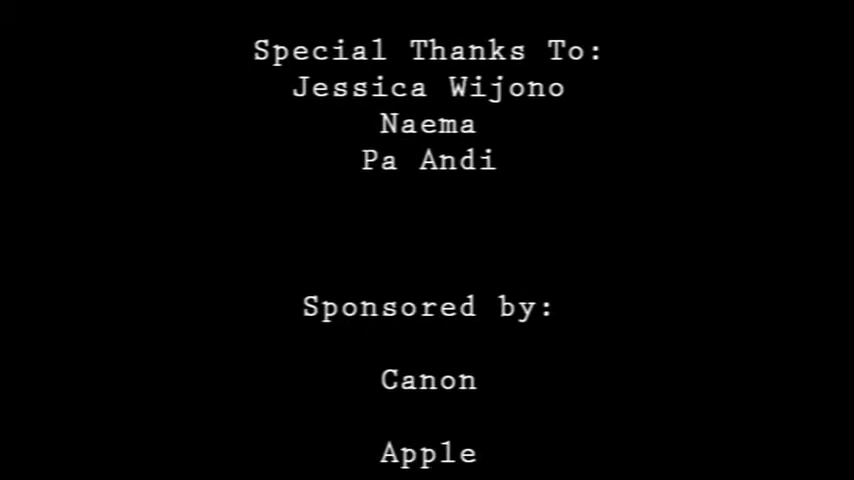 Special Thanks To:
Jessica Wijono
Naema
Pa Andi
Sponsored by:
Canon
Apple